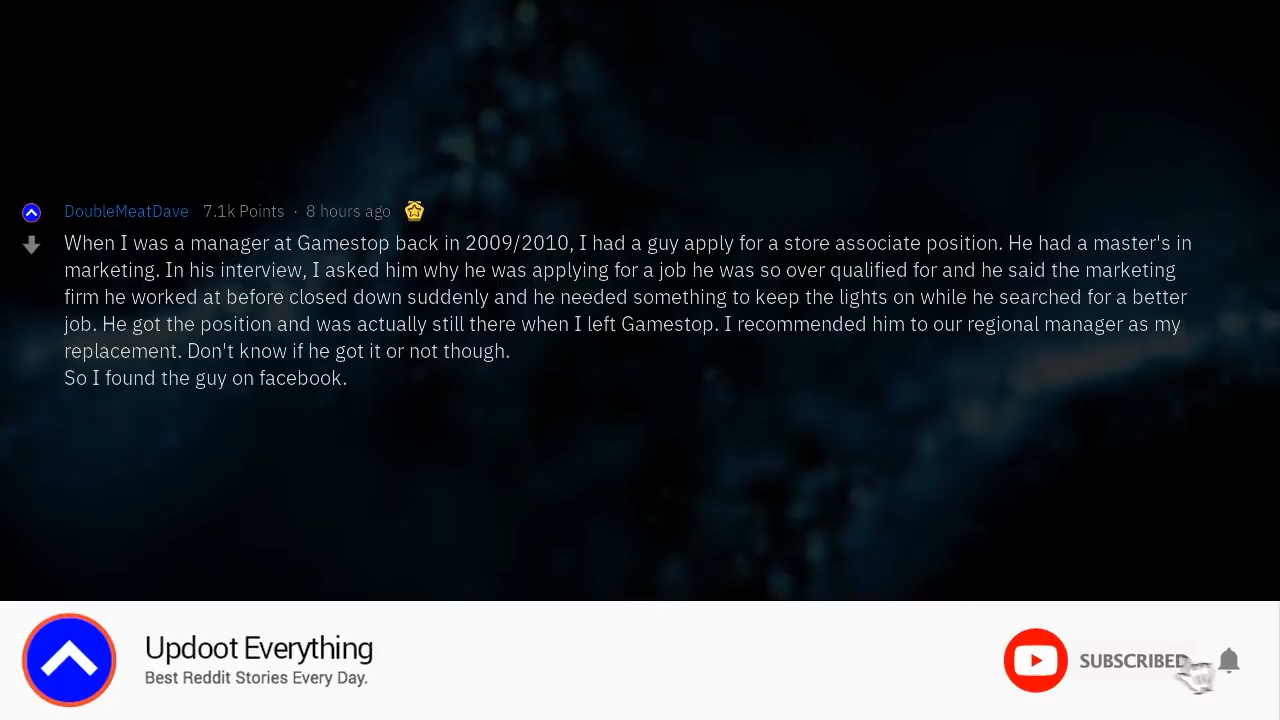 DoubleMeatDave 7.1k Points · 8 hours ago
When I was a manager at Gamestop back in 2009/2010, I had a guy apply for a store associate position. He had a master's in
marketing. In his interview, I asked him why he was applying for a job he was so over qualified for and he said the marketing
firm he worked at before closed down suddenly and he needed something to keep the lights on while he searched for a better
job. He got the position and was actually still there when I left Gamestop. I recommended him to our regional manager as my
replacement. Don't know if he got it or not though.
So I found the guy on facebook.
Updoot Everything
Best Reddit Stories Every Day.
SUBSCRIBED